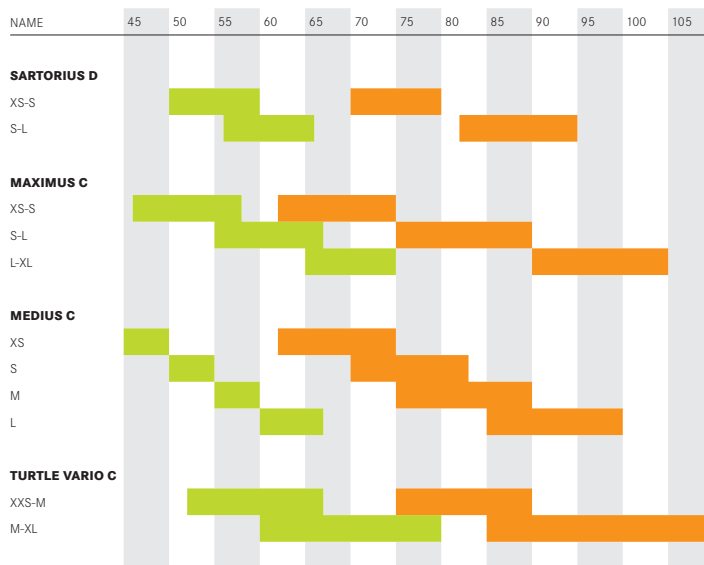 NAME 45 50 55 60 65 70 75 80 85 90 95 100 105
SARTORIUS D
XS-S
S-L
MAXIMUS C
XS-S
S-L
L-XL
MEDIUS C
XS
S
M
L
TURTLE VARIO C
XXS-M
M-XL